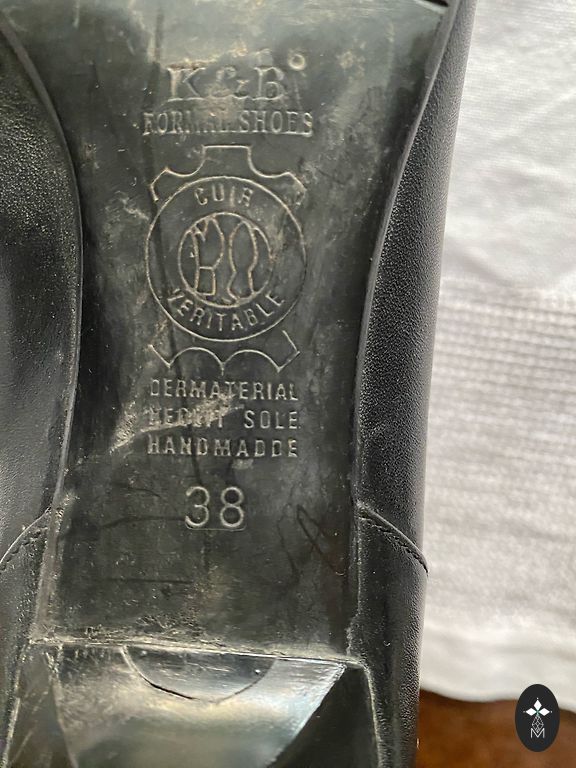 K&B
FORMAL SHOES
CUIR
VERITABLE
DERMATERIAL
SOLE
HANDMADDE
38
M